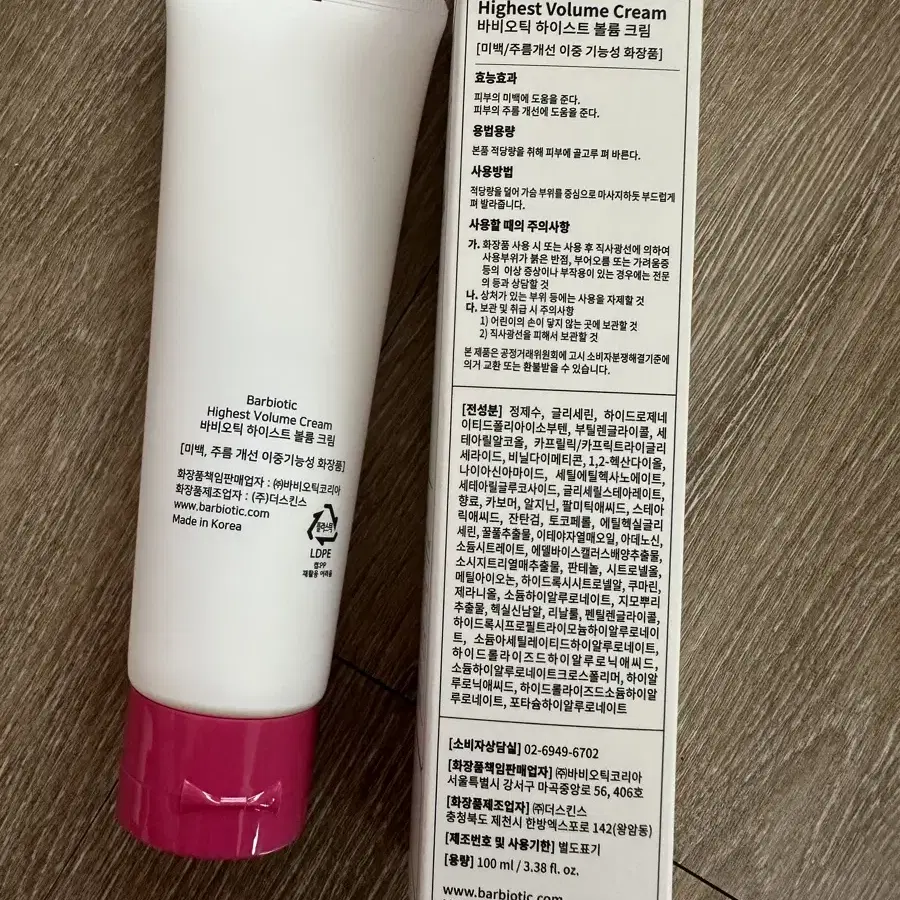 Barbiotic
Highest Volume Cream
바비오틱 하이스트 볼륨 크림
[미백, 주름 개선 이중기능성 화장품]
화장품책임판매업자 : ㈜바비오틱코리아
화장품제조업자 : (주)더스킨스
www.barbiotic.com
Made in Korea
플라스틱
LDPE
캡:PP
재활용 어려움
Highest Volume Cream
바비오틱 하이스트 볼륨 크림
[미백/주름개선 이중 기능성 화장품]
효능효과
피부의 미백에 도움을 준다.
피부의 주름 개선에 도움을 준다.
용법용량
본품 적당량을 취해 피부에 골고루 펴 바른다.
사용방법
적당량을 덜어 가슴 부위를 중심으로 마사지하듯 부드럽게
펴 발라줍니다.
사용할 때의 주의사항
가. 화장품 사용 시 또는 사용 후 직사광선에 의하여
사용부위가 붉은 반점, 부어오름 또는 가려움증
등의 이상 증상이나 부작용이 있는 경우에는 전문
의 등과 상담할 것
나. 상처가 있는 부위 등에는 사용을 자제할 것
다. 보관 및 취급 시 주의사항
1) 어린이의 손이 닿지 않는 곳에 보관할 것
2) 직사광선을 피해서 보관할 것
본 제품은 공정거래위원회에 고시 소비자분쟁해결기준에
의거 교환 또는 환불받을 수 있습니다.
[전성분] 정제수, 글리세린, 하이드로제네
이티드폴리아이소부텐, 부틸렌글라이콜, 세
테아릴알코올, 카프릴릭/카프릭트라이글리
세라이드, 비닐다이메티콘, 1,2-헥산다이올,
나이아신아마이드, 세틸에틸헥사노에이트,
세테아릴글루코사이드, 글리세릴스테아레이트,
향료, 카보머, 알지닌, 팔미틱애씨드, 스테아
릭애씨드, 잔탄검, 토코페롤, 에틸헥실글리
세린, 꿀풀추출물, 이테야자열매오일, 아데노신,
소듐시트레이트, 에델바이스캘러스배양추출물,
소시지트리열매추출물, 판테놀, 시트로넬올,
메틸아이오논, 하이드록시시트로넬알, 쿠마린,
제라니올, 소듐하이알루로네이트, 지모뿌리
추출물, 헥실신남알, 리날룰, 펜틸렌글라이콜,
하이드록시프로필트라이모늄하이알루로네이
트, 소듐아세틸레이티드하이알루로네이트,
하이드롤라이즈드하이알루로닉애씨드,
소듐하이알루로네이트크로스폴리머, 하이알
루로닉애씨드, 하이드롤라이즈드소듐하이알
루로네이트, 포타슘하이알루로네이트
[소비자상담실] 02-6949-6702
[화장품책임판매업자] ㈜바비오틱코리아
서울특별시 강서구 마곡중앙로 56, 406호
[화장품제조업자] ㈜더스킨스
충청북도 제천시 한방엑스포로 142(왕암동)
[제조번호 및 사용기한] 별도표기
[용량] 100 ml / 3.38 fl. oz.
www.barbiotic.com